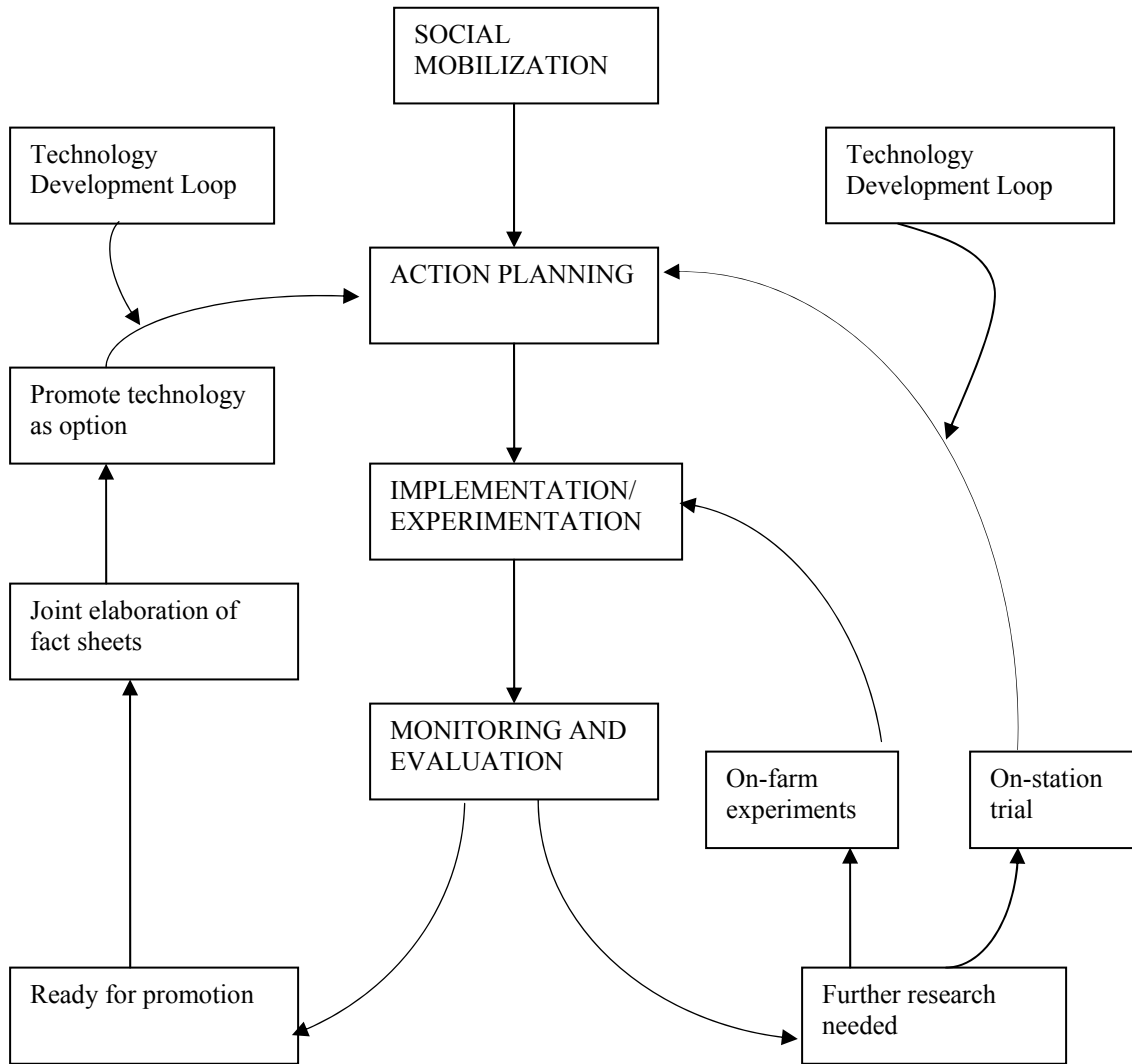 SOCIAL
MOBILIZATION
Technology
Development Loop
Technology
Development Loop
ACTION PLANNING
Promote technology
as option
IMPLEMENTATION/
EXPERIMENTATION
Joint elaboration of
fact sheets
MONITORING AND
EVALUATION
On-farm
experiments
On-station
trial
Ready for promotion
Further research
needed